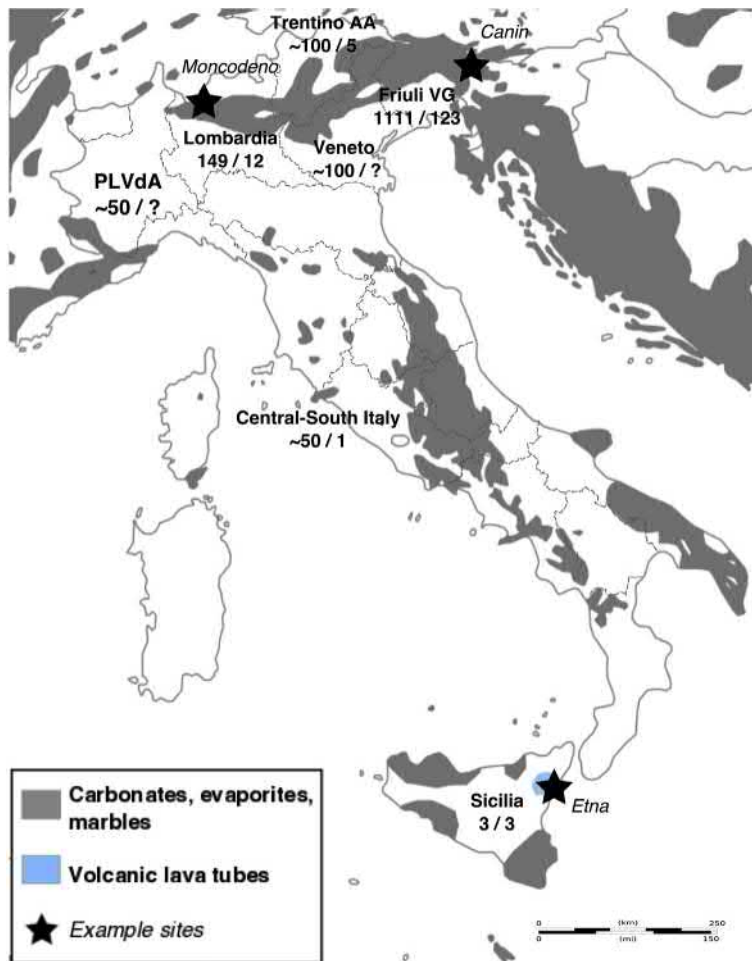 Trentino AA
~100 / 5
Canin
Moncodeno
Friuli VG
1111 / 123
Lombardia
149 / 12
Veneto
~100 / ?
PLVdA
~50 / ?
Central-South Italy
~50 / 1
Sicilia
3 / 3
Etna
Carbonates, evaporites,
marbles
Volcanic lava tubes
Example sites
0 (km) 250
0 (mi) 150